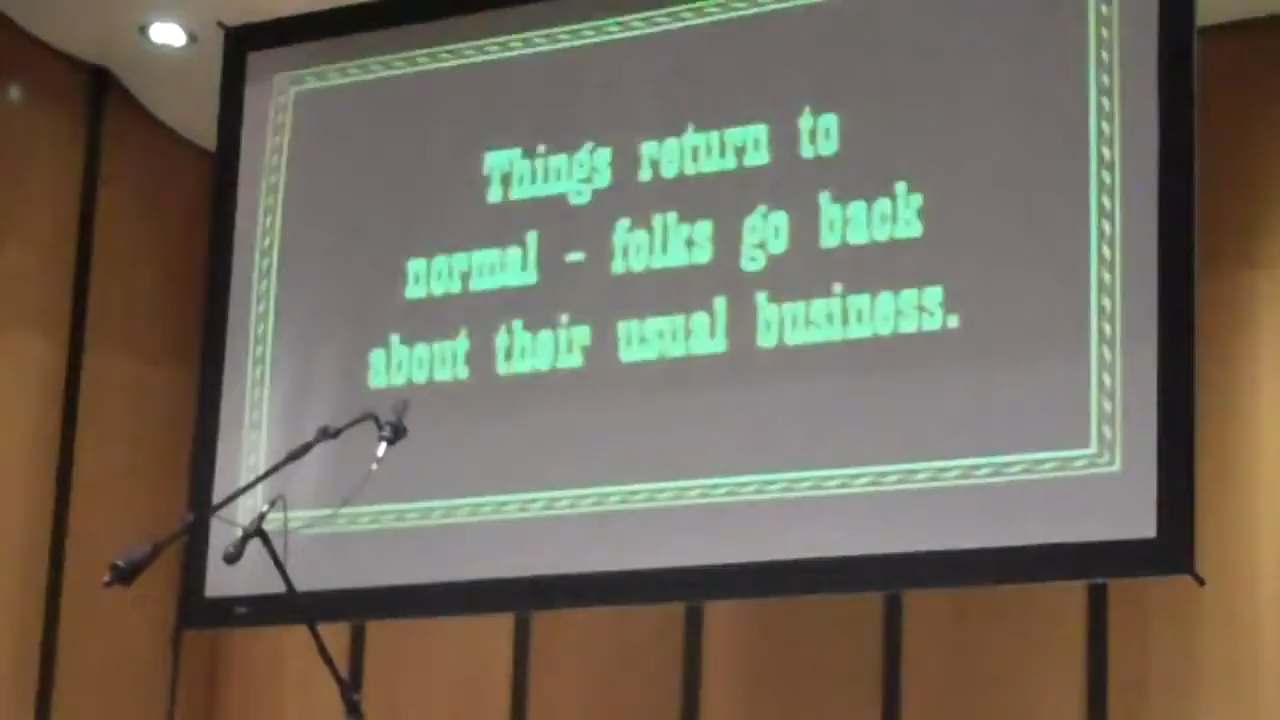 Things return to
normal - folks go back
about their usual business.